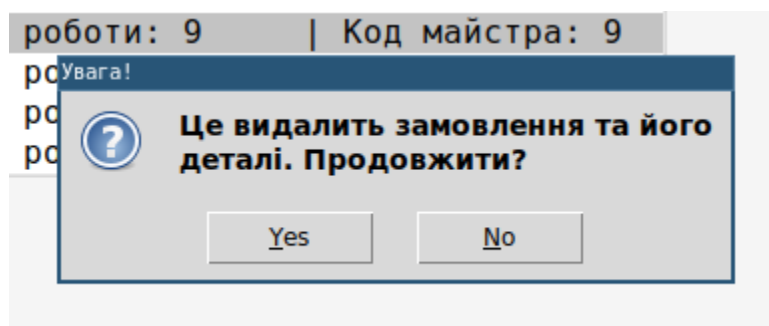 роботи: 9 | Код майстра: 9
Увага!
Це видалить замовлення та його
деталі. Продовжити?
Yes
No